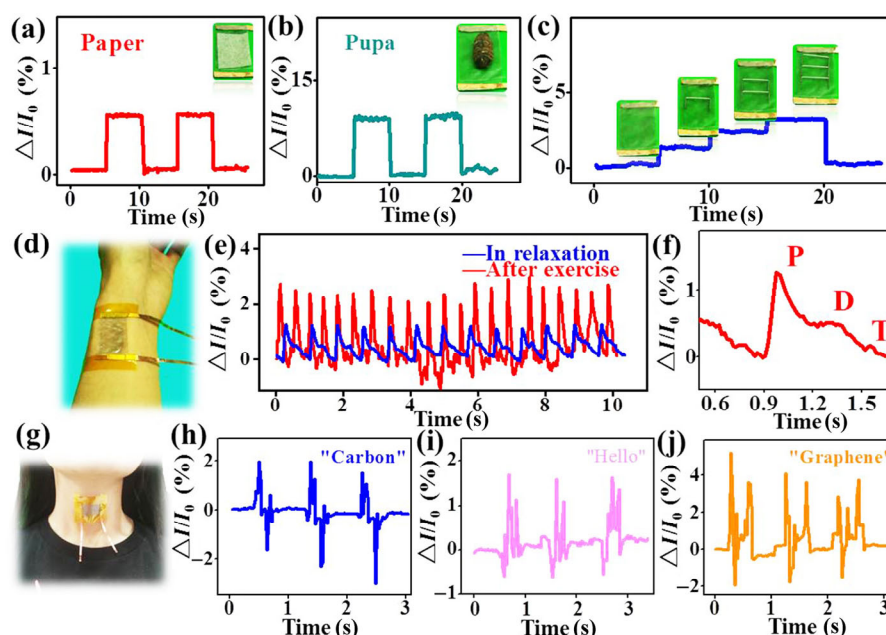 (a)
Paper
△I/I0 (%)
1
0
0
10
20
Time (s)
(b)
Pupa
△I/I0 (%)
15
0
0
10
20
Time (s)
(c)
△I/I0 (%)
5
0
0
10
20
Time (s)
(d)
(e)
In relaxation
After exercise
△I/I0 (%)
4
2
0
0
2
4
6
8
10
Time (s)
(f)
P
D
T
△I/I0 (%)
1
0
0.6
0.9
1.2
1.6
Time (s)
(g)
(h)
"Carbon"
△I/I0 (%)
2
0
−2
0
1
2
3
Time (s)
(i)
"Hello"
△I/I0 (%)
2
1
0
−1
0
1
2
3
Time (s)
(j)
"Graphene"
△I/I0 (%)
4
2
0
−2
0
1
2
3
Time (s)